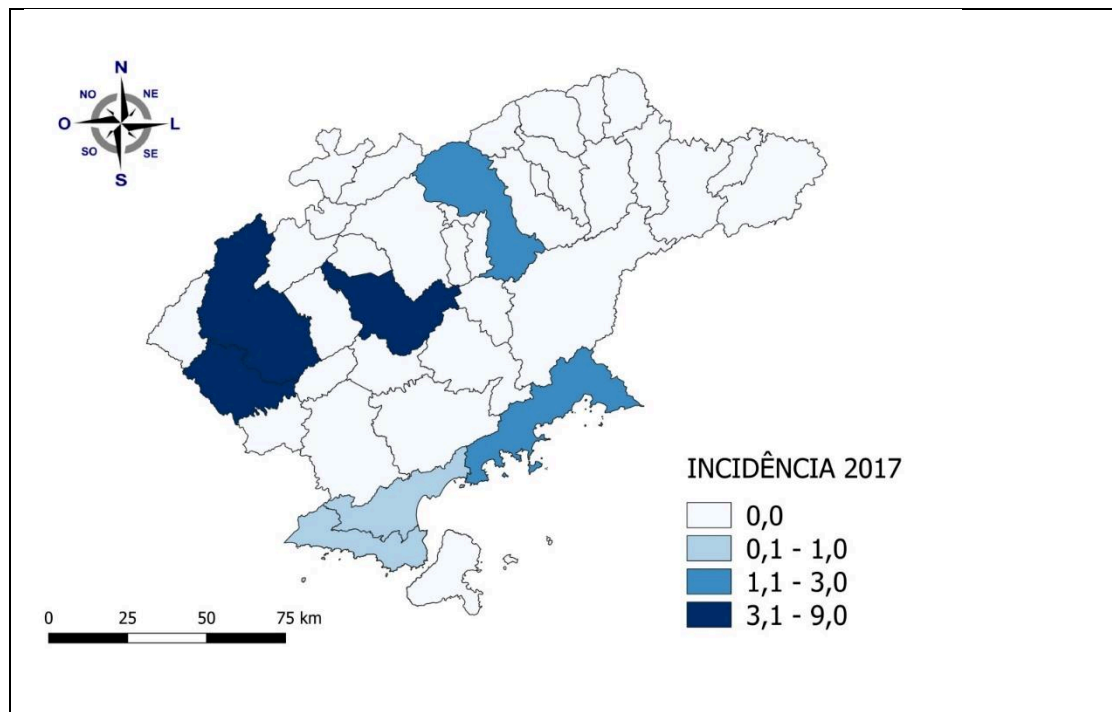 N
NO NE
O L
SO SE
S
INCIDÊNCIA 2017
0,0
0,1 - 1,0
1,1 - 3,0
3,1 - 9,0
0 25 50 75 km